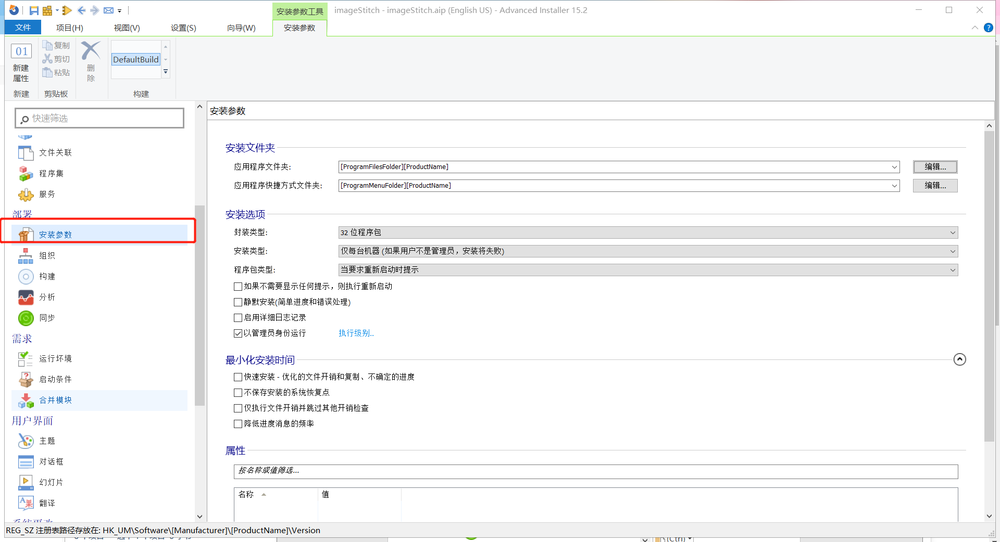 安装参数工具
imageStitch - imageStitch.aip (English US) - Advanced Installer 15.2
文件
项目(H)
视图(V)
设置(S)
向导(W)
安装参数
01
新建
属性
新建
复制
剪切
粘贴
剪贴板
删
除
DefaultBuild
构建
快速筛选
文件关联
程序集
服务
部署
安装参数
组织
构建
分析
同步
需求
运行环境
启动条件
合并模块
用户界面
主题
对话框
幻灯片
翻译
系统更改
安装参数
安装文件夹
应用程序文件夹:
[ProgramFilesFolder][ProductName]
编辑...
应用程序快捷方式文件夹:
[ProgramMenuFolder][ProductName]
编辑...
安装选项
封装类型:
32 位程序包
安装类型:
仅每台机器 (如果用户不是管理员，安装将失败)
程序包类型:
当要求重新启动时提示
如果不需要显示任何提示，则执行重新启动
静默安装(简单进度和错误处理)
启用详细日志记录
以管理员身份运行
执行级别..
最小化安装时间
快速安装 - 优化的文件开销和复制、不确定的进度
不保存安装的系统恢复点
仅执行文件开销并跳过其他开销检查
降低进度消息的频率
属性
按名称或值筛选...
名称
值
REG_SZ 注册表路径存放在: HK_UM\Software\[Manufacturer]\[ProductName]\Version
(Ctrl)